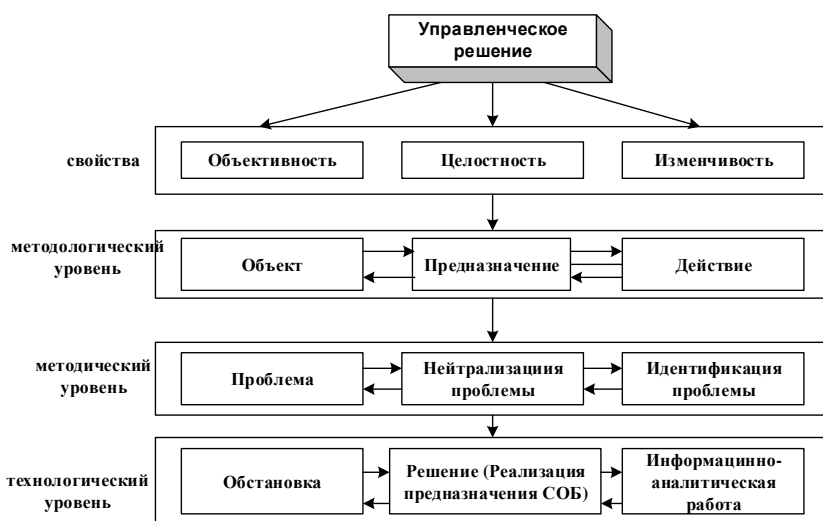 Управленческое
решение
свойства
Объективность
Целостность
Изменчивость
методологический
уровень
Объект
Предназначение
Действие
методический
уровень
Проблема
Нейтрализациия
проблемы
Идентификация
проблемы
технологический
уровень
Обстановка
Решение (Реализация
предназначения СОБ)
Информацинно-
аналитическая
работа